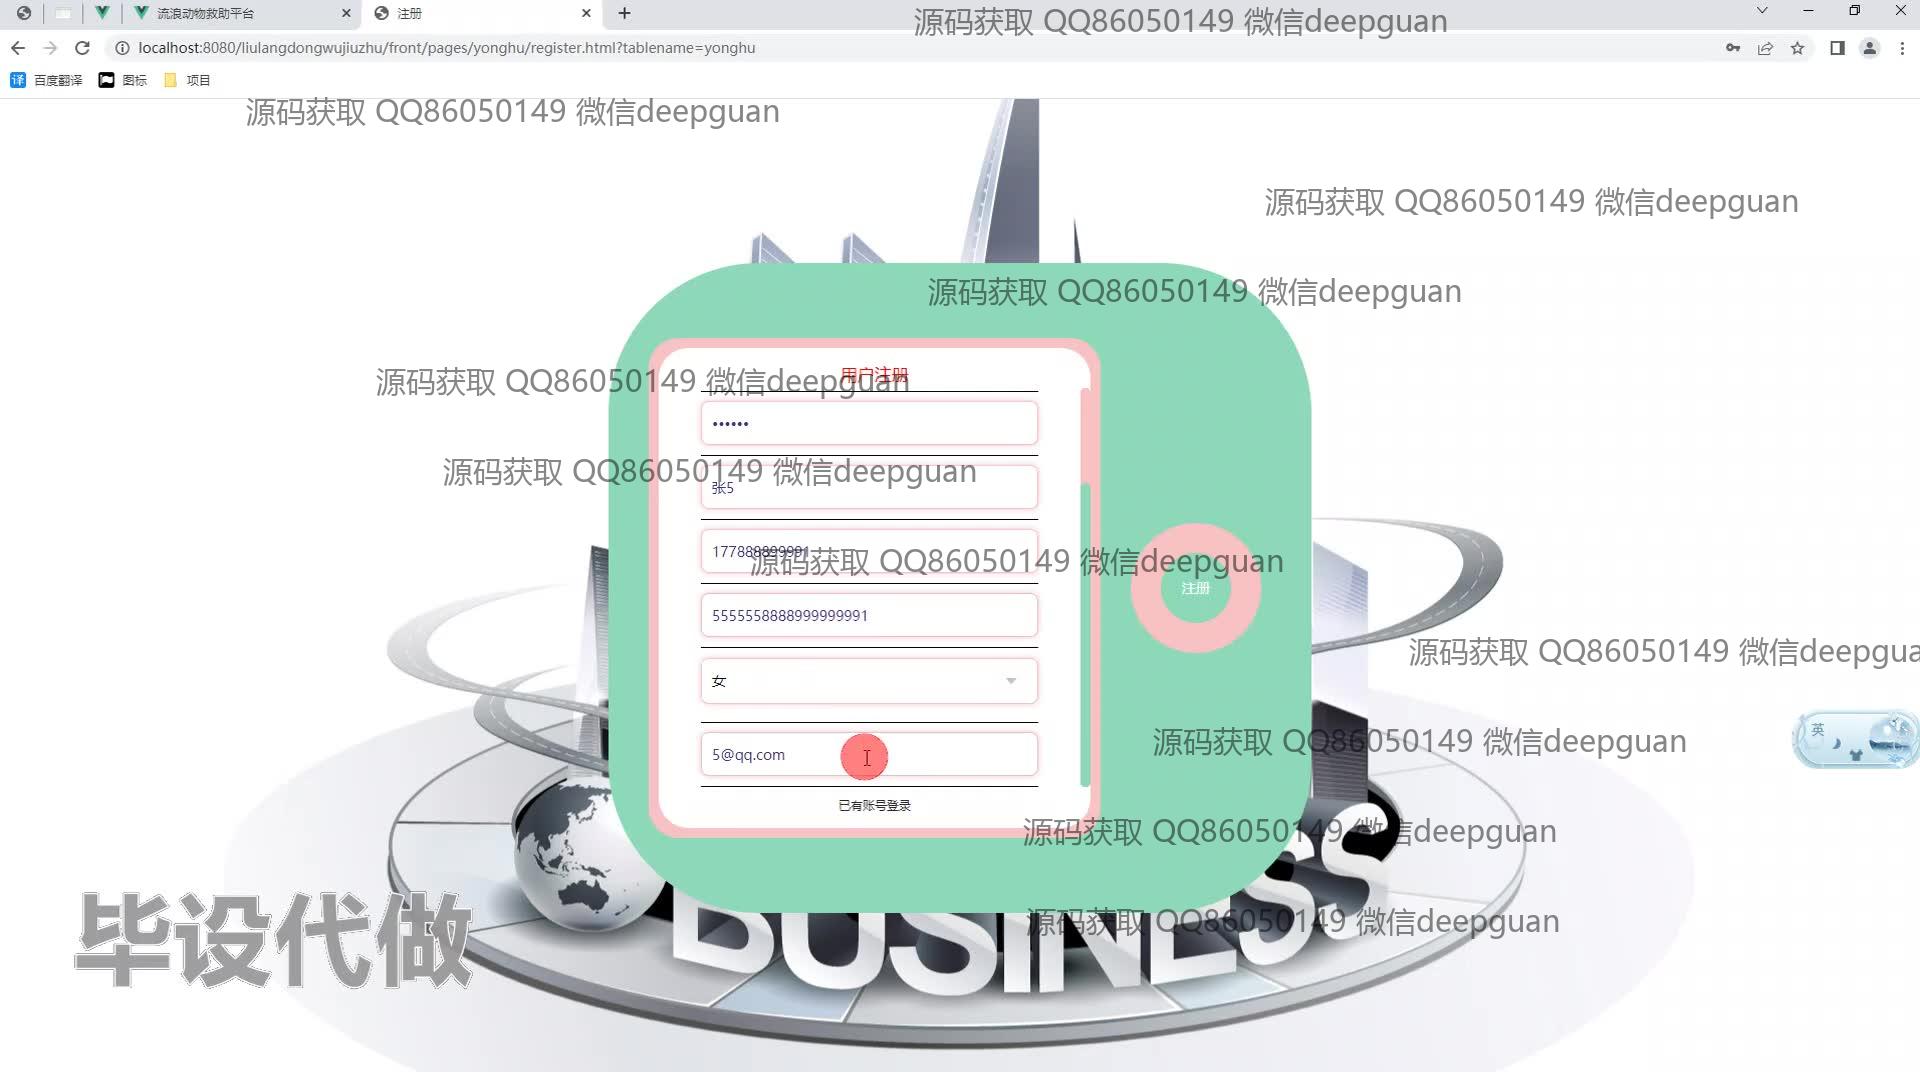 流浪动物救助平台
注册
源码获取 QQ86050149 微信deepguan
localhost:8080/liulangdongwujiuzhu/front/pages/yonghu/register.html?tablename=yonghu
百度翻译
图标
项目
源码获取 QQ86050149 微信deepguan
源码获取 QQ86050149 微信deepguan
源码获取 QQ86050149 微信deepguan
用户注册
源码获取 QQ86050149 微信deepguan
••••••
源码获取 QQ86050149 微信deepguan
张5
177888899991
源码获取 QQ86050149 微信deepguan
注册
5555558888999999991
源码获取 QQ86050149 微信deepgua
女
英
源码获取 QQ86050149 微信deepguan
5@qq.com
已有账号登录
源码获取 QQ86050149 微信deepguan
源码获取 QQ86050149 微信deepguan
BUSINESS
毕设代做